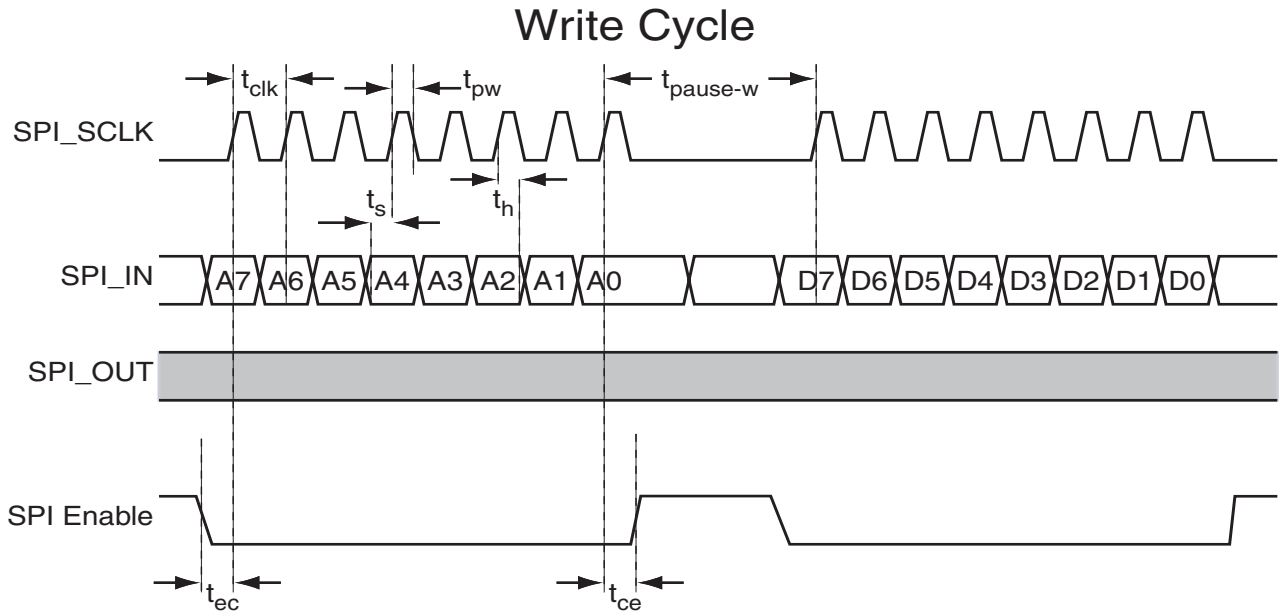 Write Cycle
t_clk t_pw t_pause-w
SPI_SCLK
t_s t_h
SPI_IN A7 A6 A5 A4 A3 A2 A1 A0 D7 D6 D5 D4 D3 D2 D1 D0
SPI_OUT
SPI Enable
t_ec t_ce